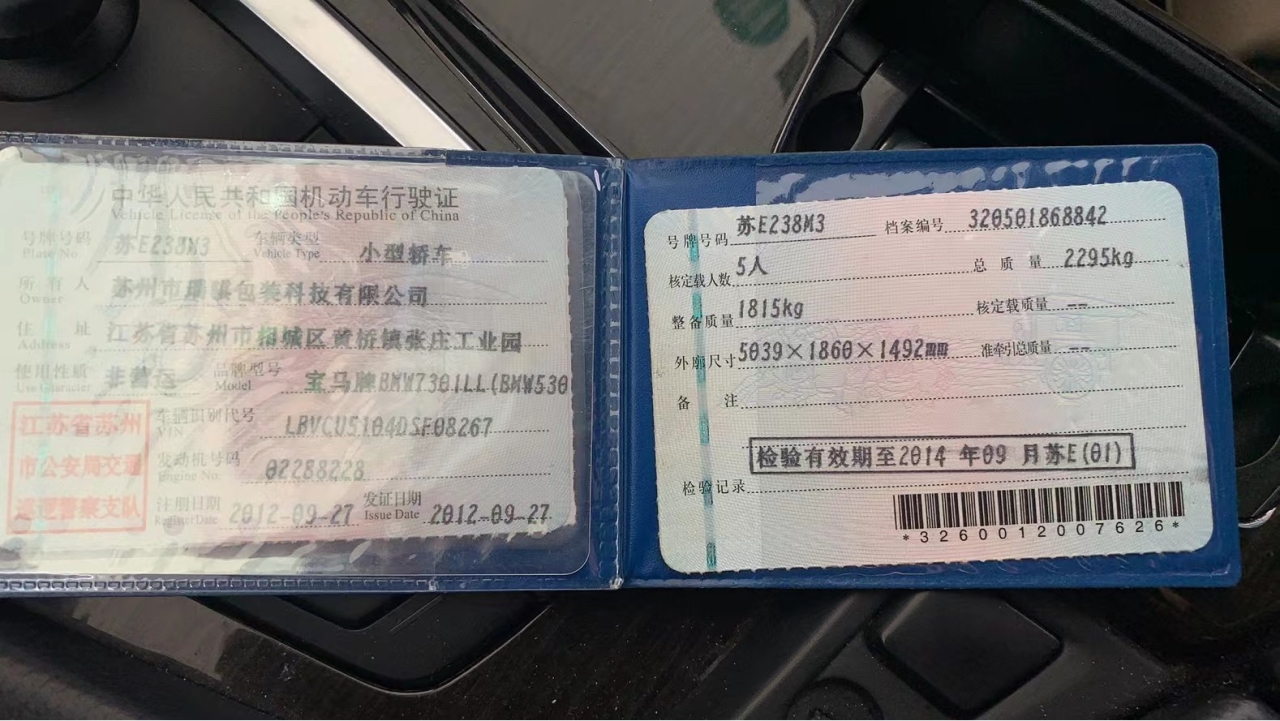 中华人民共和国机动车行驶证
Vehicle License of the People's Republic of China
号牌号码 苏E238M3 车辆类型 小型轿车
Plate No Vehicle Type
所有人 苏州市 包装科技有限公司
Owner
住址 江苏省苏州市相城区黄桥镇张庄工业园
Address
使用性质 非营运 品牌型号 宝马牌BMW7301LL(BMW530
Use Character Model
车辆识别代号 LBVCU5104DSF08267
VIN
发动机号码 02288228
Engine No.
注册日期 2012-09-27 发证日期 2012-09-27
Register Date Issue Date
江苏省苏州
市公安局交通
巡逻警察支队
号牌号码 苏E238M3 档案编号 320501868842
核定载人数 5人 总质量 2295kg
整备质量 1815kg 核定载质量 --
外廓尺寸 5039×1860×1492mm 准牵引总质量 --
备注
检验有效期至2014 年09 月苏E(01)
检验记录
*3260012007626*